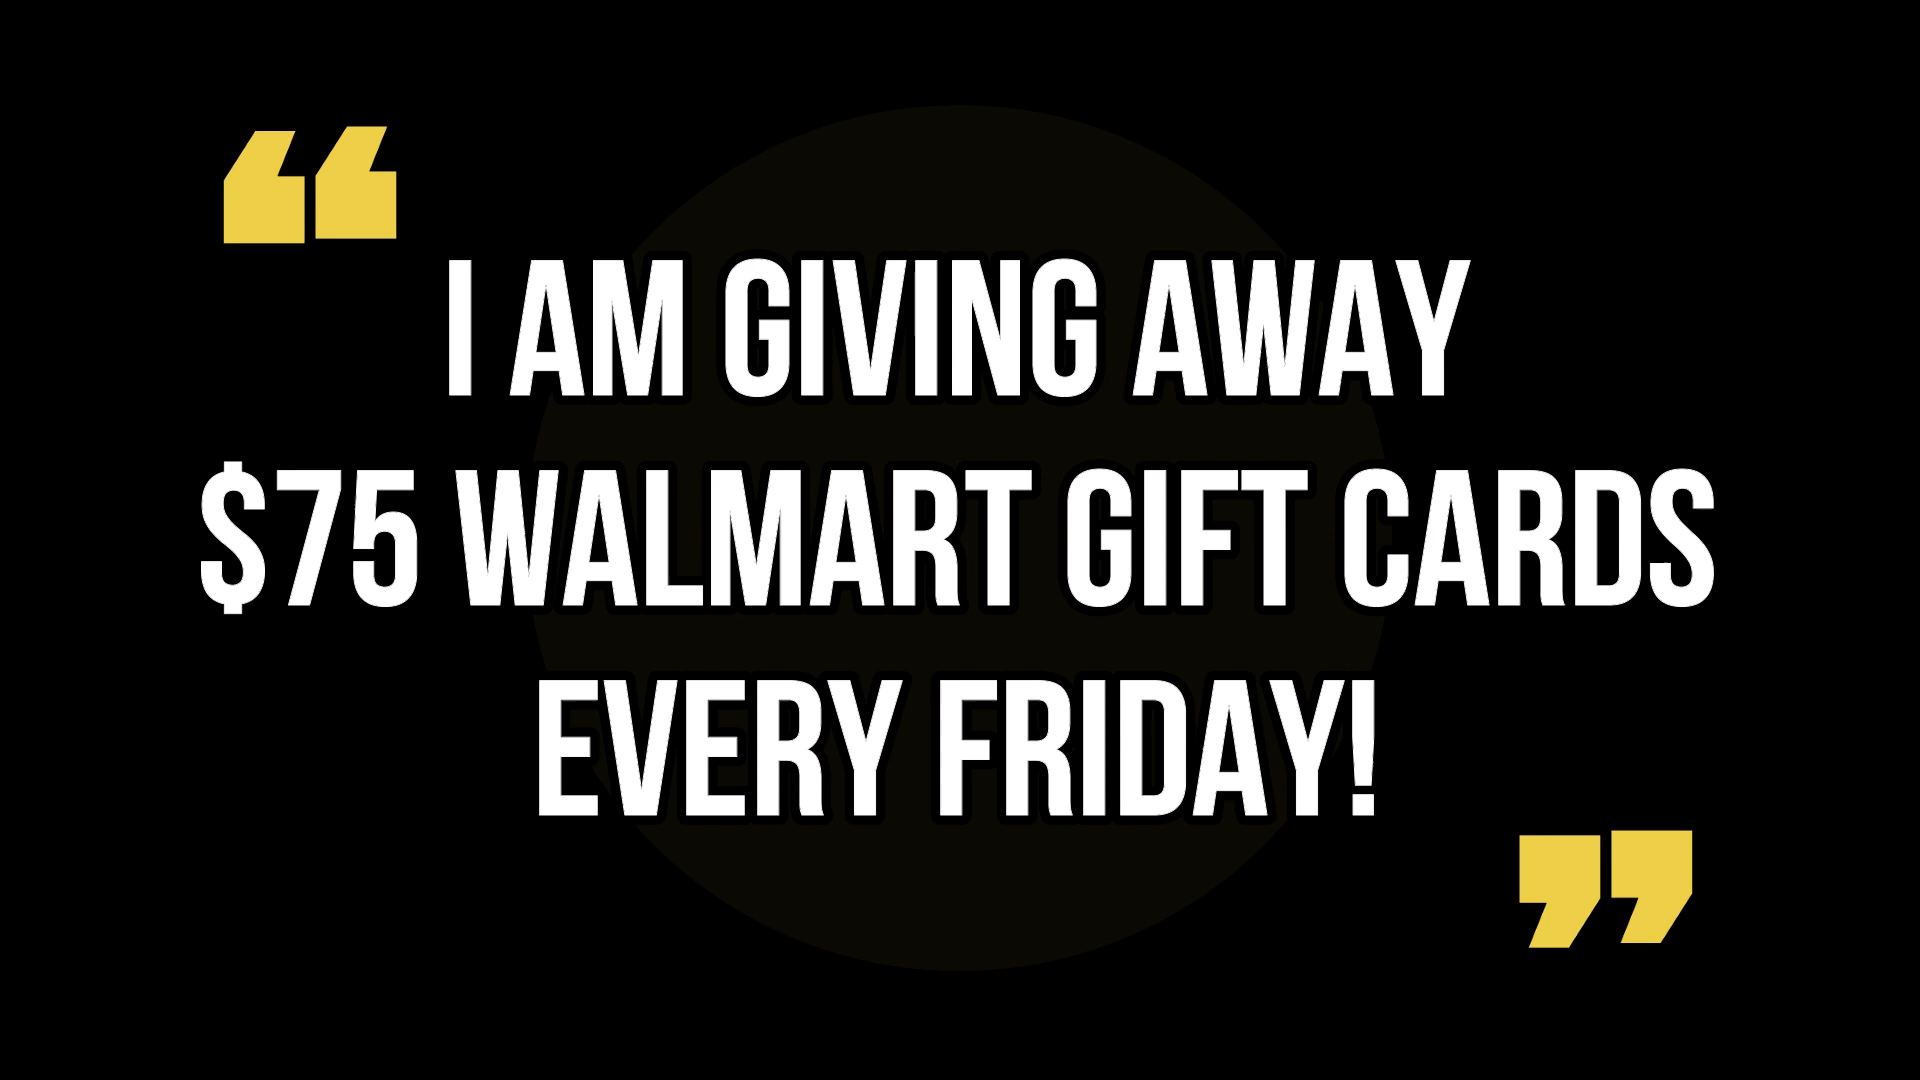 “
I AM GIVING AWAY
$75 WALMART GIFT CARDS
EVERY FRIDAY!
”